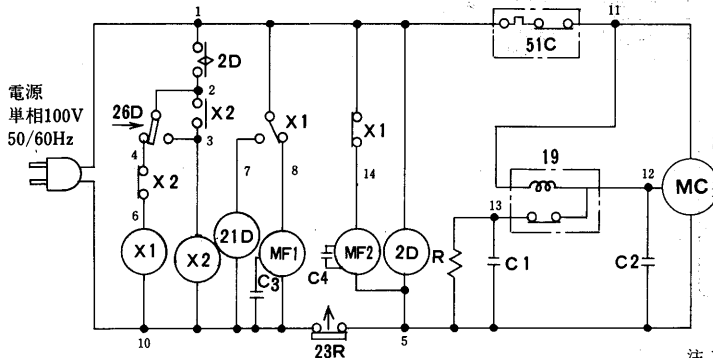 電源
単相100V
50/60Hz
1
2D
2
26D
X2
3
4
X2
6
X1
X2
10
X1
7
8
21D
MF1
C3
X1
14
MF2
C4
2D
23R
5
R
51C
11
19
12
13
C1
C2
MC
注